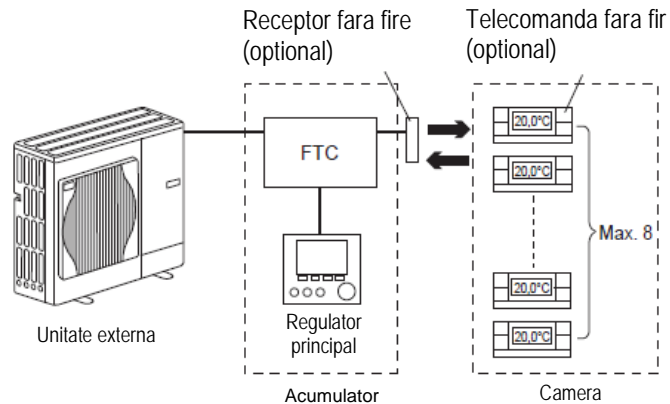 Receptor fara fire
(optional)
Telecomanda fara fir
(optional)
FTC
20,0°C
20,0°C
Max. 8
20,0°C
20,0°C
Unitate externa
Regulator
principal
Acumulator
Camera